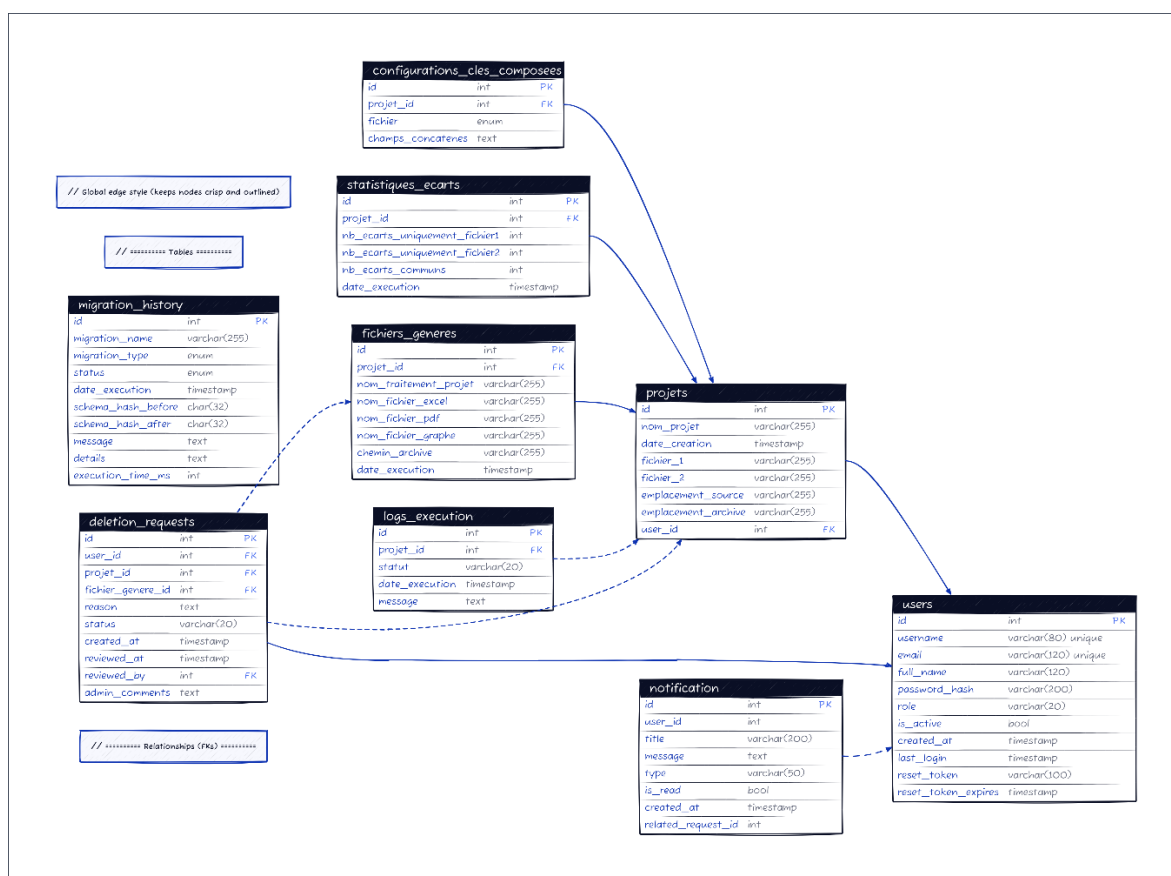 configurations_cles_composees
id int PK
projet_id int FK
fichier enum
champs_concatenes text
// Global edge style (keeps nodes crisp and outlined)
// ========== Tables ==========
statistiques_ecarts
id int PK
projet_id int FK
nb_ecarts_uniquement_fichier1 int
nb_ecarts_uniquement_fichier2 int
nb_ecarts_communs int
date_execution timestamp
migration_history
id int PK
migration_name varchar(255)
migration_type enum
status enum
date_execution timestamp
schema_hash_before char(32)
schema_hash_after char(32)
message text
details text
execution_time_ms int
fichiers_generes
id int PK
projet_id int FK
nom_traitement_projet varchar(255)
nom_fichier_excel varchar(255)
nom_fichier_pdf varchar(255)
nom_fichier_graphe varchar(255)
chemin_archive varchar(255)
date_execution timestamp
projets
id int PK
nom_projet varchar(255)
date_creation timestamp
fichier_1 varchar(255)
fichier_2 varchar(255)
emplacement_source varchar(255)
emplacement_archive varchar(255)
user_id int FK
deletion_requests
id int PK
user_id int FK
projet_id int FK
fichier_genere_id int FK
reason text
status varchar(20)
created_at timestamp
reviewed_at timestamp
reviewed_by int FK
admin_comments text
logs_execution
id int PK
projet_id int FK
statut varchar(20)
date_execution timestamp
message text
users
id int PK
username varchar(80) unique
email varchar(120) unique
full_name varchar(120)
password_hash varchar(200)
role varchar(20)
is_active bool
created_at timestamp
last_login timestamp
reset_token varchar(100)
reset_token_expires timestamp
notification
id int PK
user_id int
title varchar(200)
message text
type varchar(50)
is_read bool
created_at timestamp
related_request_id int
// ========== Relationships (FKs) ==========